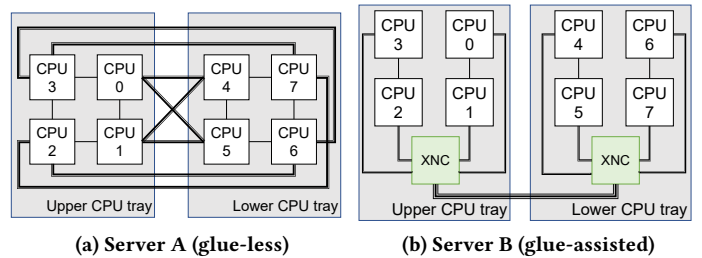 CPU
3
CPU
0
CPU
4
CPU
7
CPU
2
CPU
1
CPU
5
CPU
6
Upper CPU tray
Lower CPU tray
(a) Server A (glue-less)
CPU
3
CPU
0
CPU
4
CPU
6
CPU
2
CPU
1
CPU
5
CPU
7
XNC
XNC
Upper CPU tray
Lower CPU tray
(b) Server B (glue-assisted)